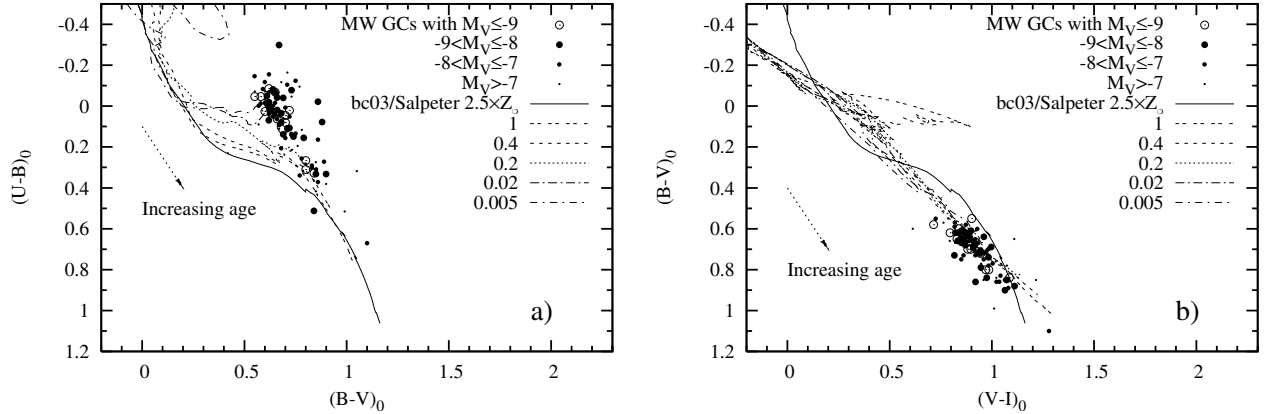 -0.4
-0.2
0
0.2
0.4
0.6
0.8
1
1.2
0
0.5
1
1.5
2
(U-B)0
(B-V)0
MW GCs with MV≤-9
-9<MV≤-8
-8<MV≤-7
MV>-7
bc03/Salpeter 2.5×Z
1
0.4
0.2
0.02
0.005
Increasing age
a)
-0.4
-0.2
0
0.2
0.4
0.6
0.8
1
1.2
0
0.5
1
1.5
2
(B-V)0
(V-I)0
MW GCs with MV≤-9
-9<MV≤-8
-8<MV≤-7
MV>-7
bc03/Salpeter 2.5×Z
1
0.4
0.2
0.02
0.005
Increasing age
b)